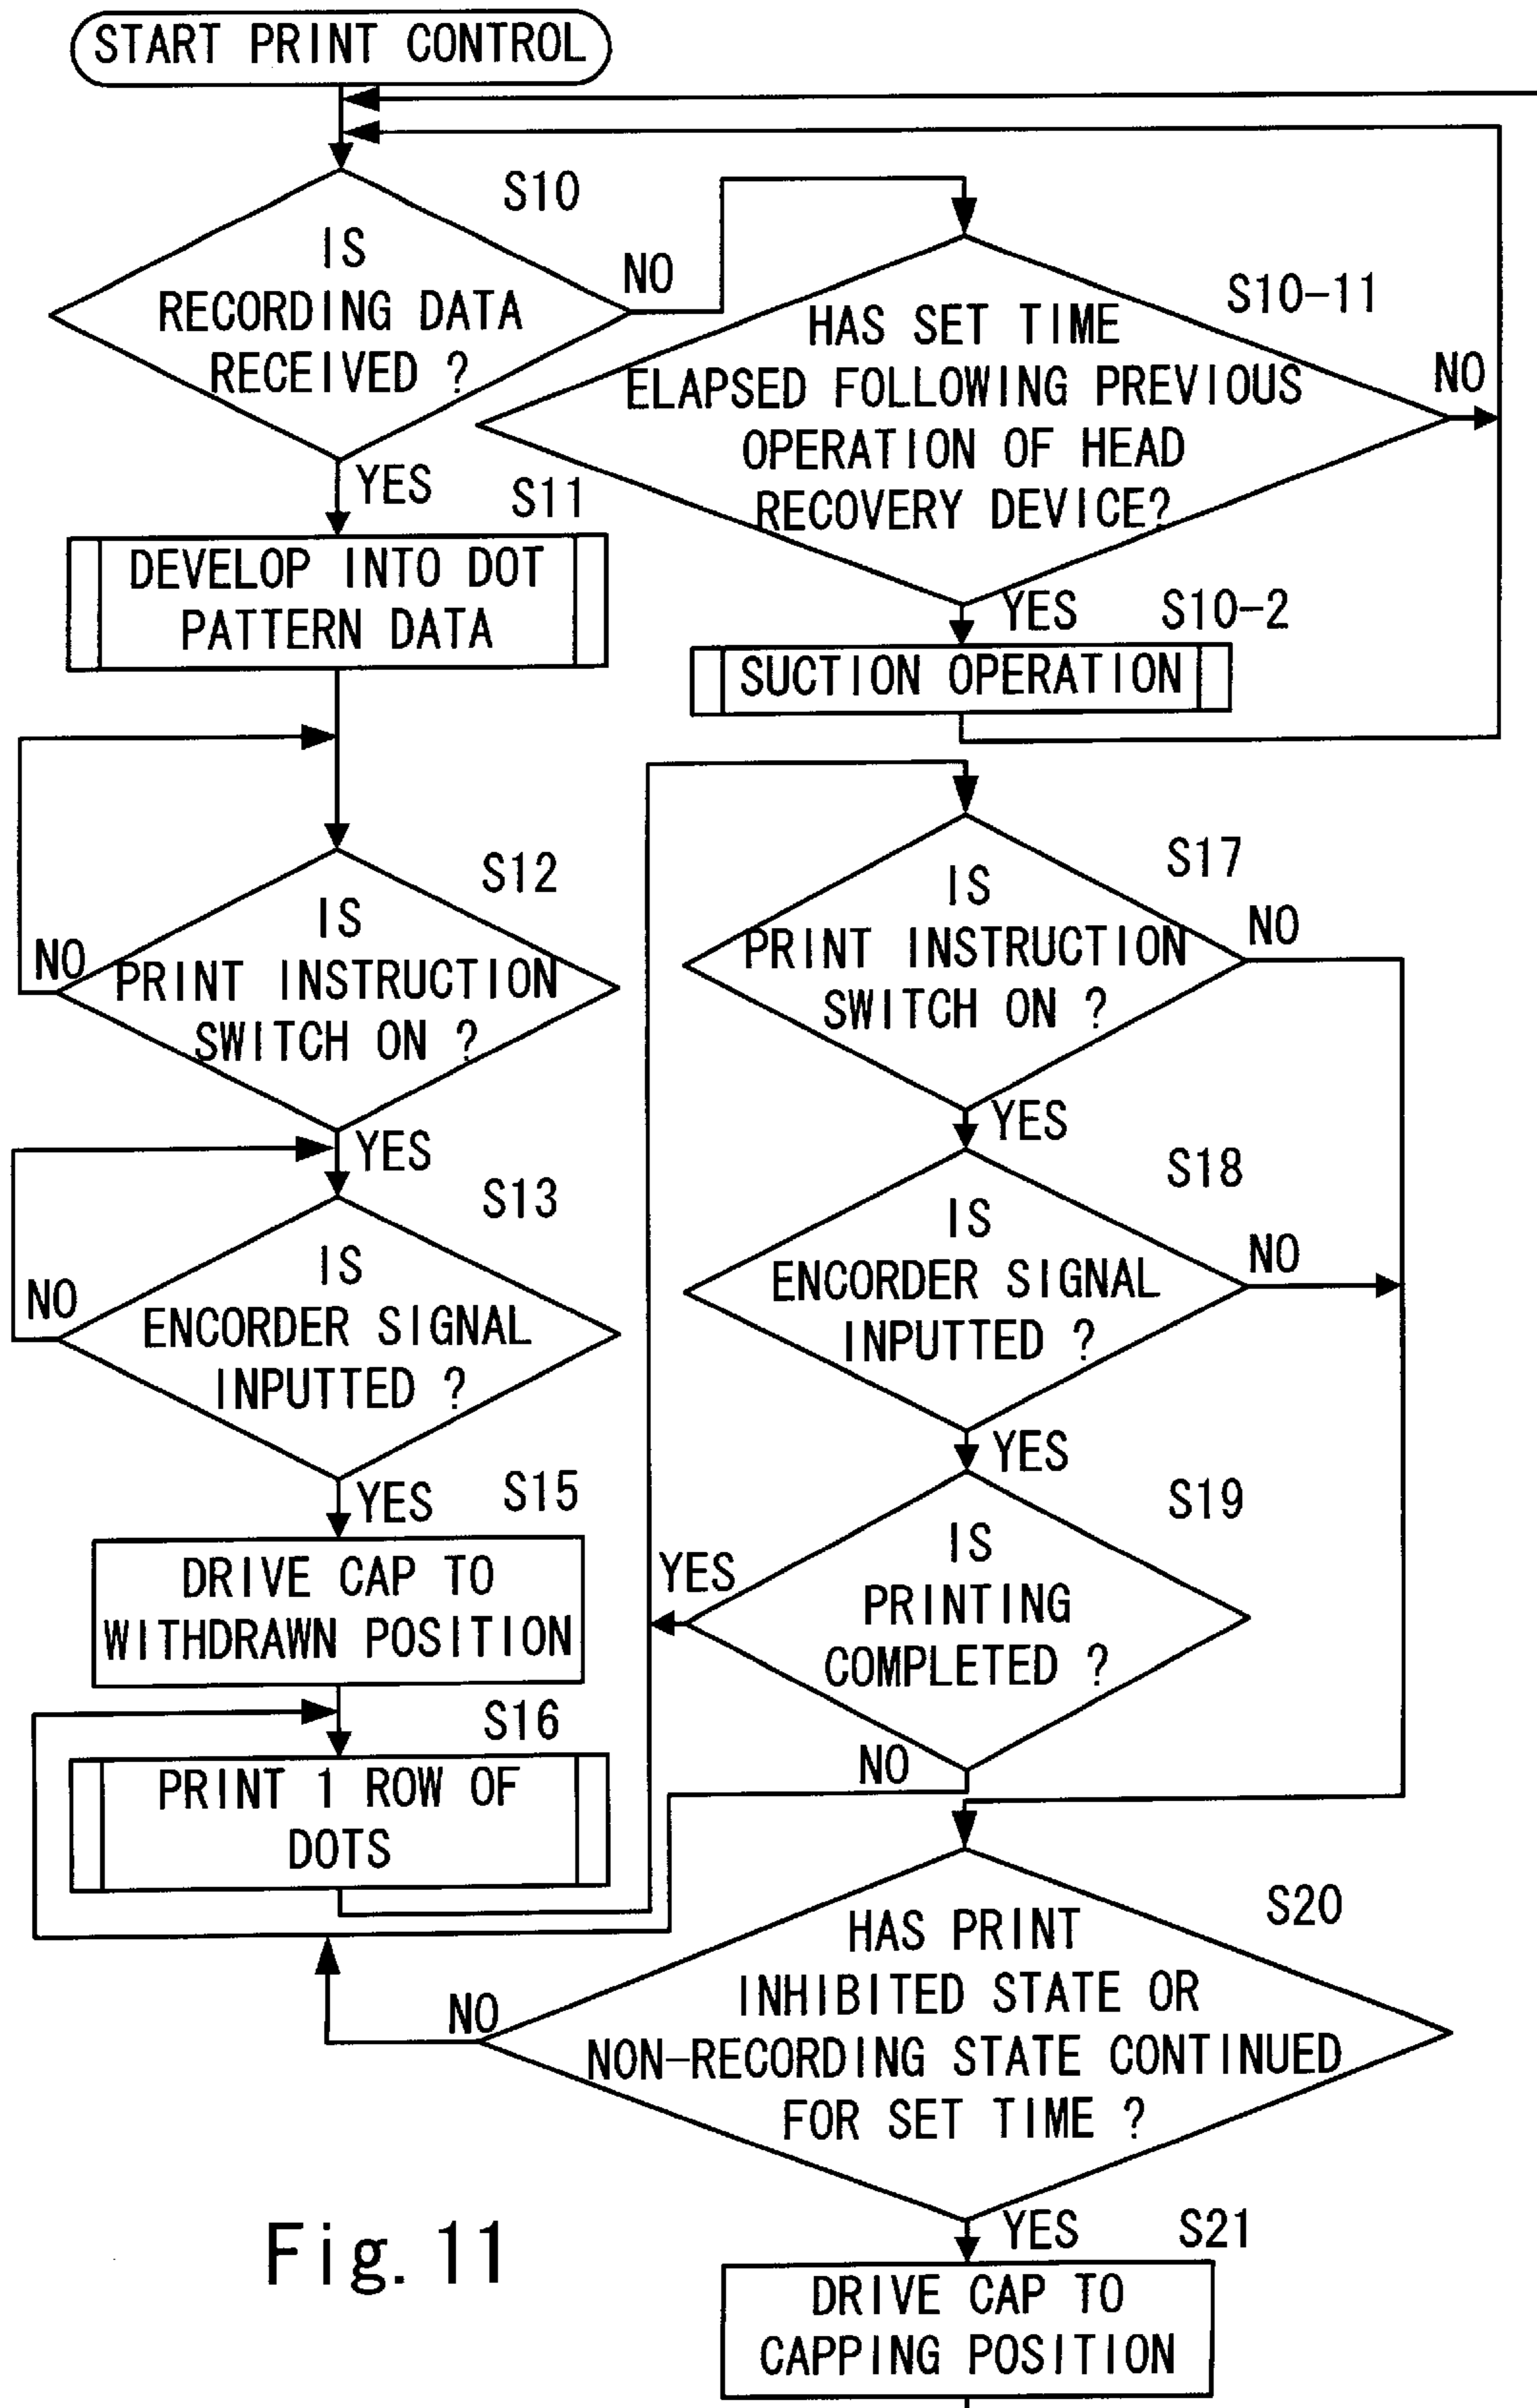 START PRINT CONTROL
S10
IS
RECORDING DATA
RECEIVED ?
NO
YES
S10-11
HAS SET TIME
ELAPSED FOLLOWING PREVIOUS
OPERATION OF HEAD
RECOVERY DEVICE?
NO
YES
S10-2
SUCTION OPERATION
S11
DEVELOP INTO DOT
PATTERN DATA
S12
IS
PRINT INSTRUCTION
SWITCH ON ?
NO
YES
S13
IS
ENCORDER SIGNAL
INPUTTED ?
NO
YES
S15
DRIVE CAP TO
WITHDRAWN POSITION
S16
PRINT 1 ROW OF
DOTS
S17
IS
PRINT INSTRUCTION
SWITCH ON ?
NO
YES
S18
IS
ENCORDER SIGNAL
INPUTTED ?
NO
YES
S19
IS
PRINTING
COMPLETED ?
YES
NO
S20
HAS PRINT
INHIBITED STATE OR
NON-RECORDING STATE CONTINUED
FOR SET TIME ?
NO
YES
S21
DRIVE CAP TO
CAPPING POSITION
Fig. 11